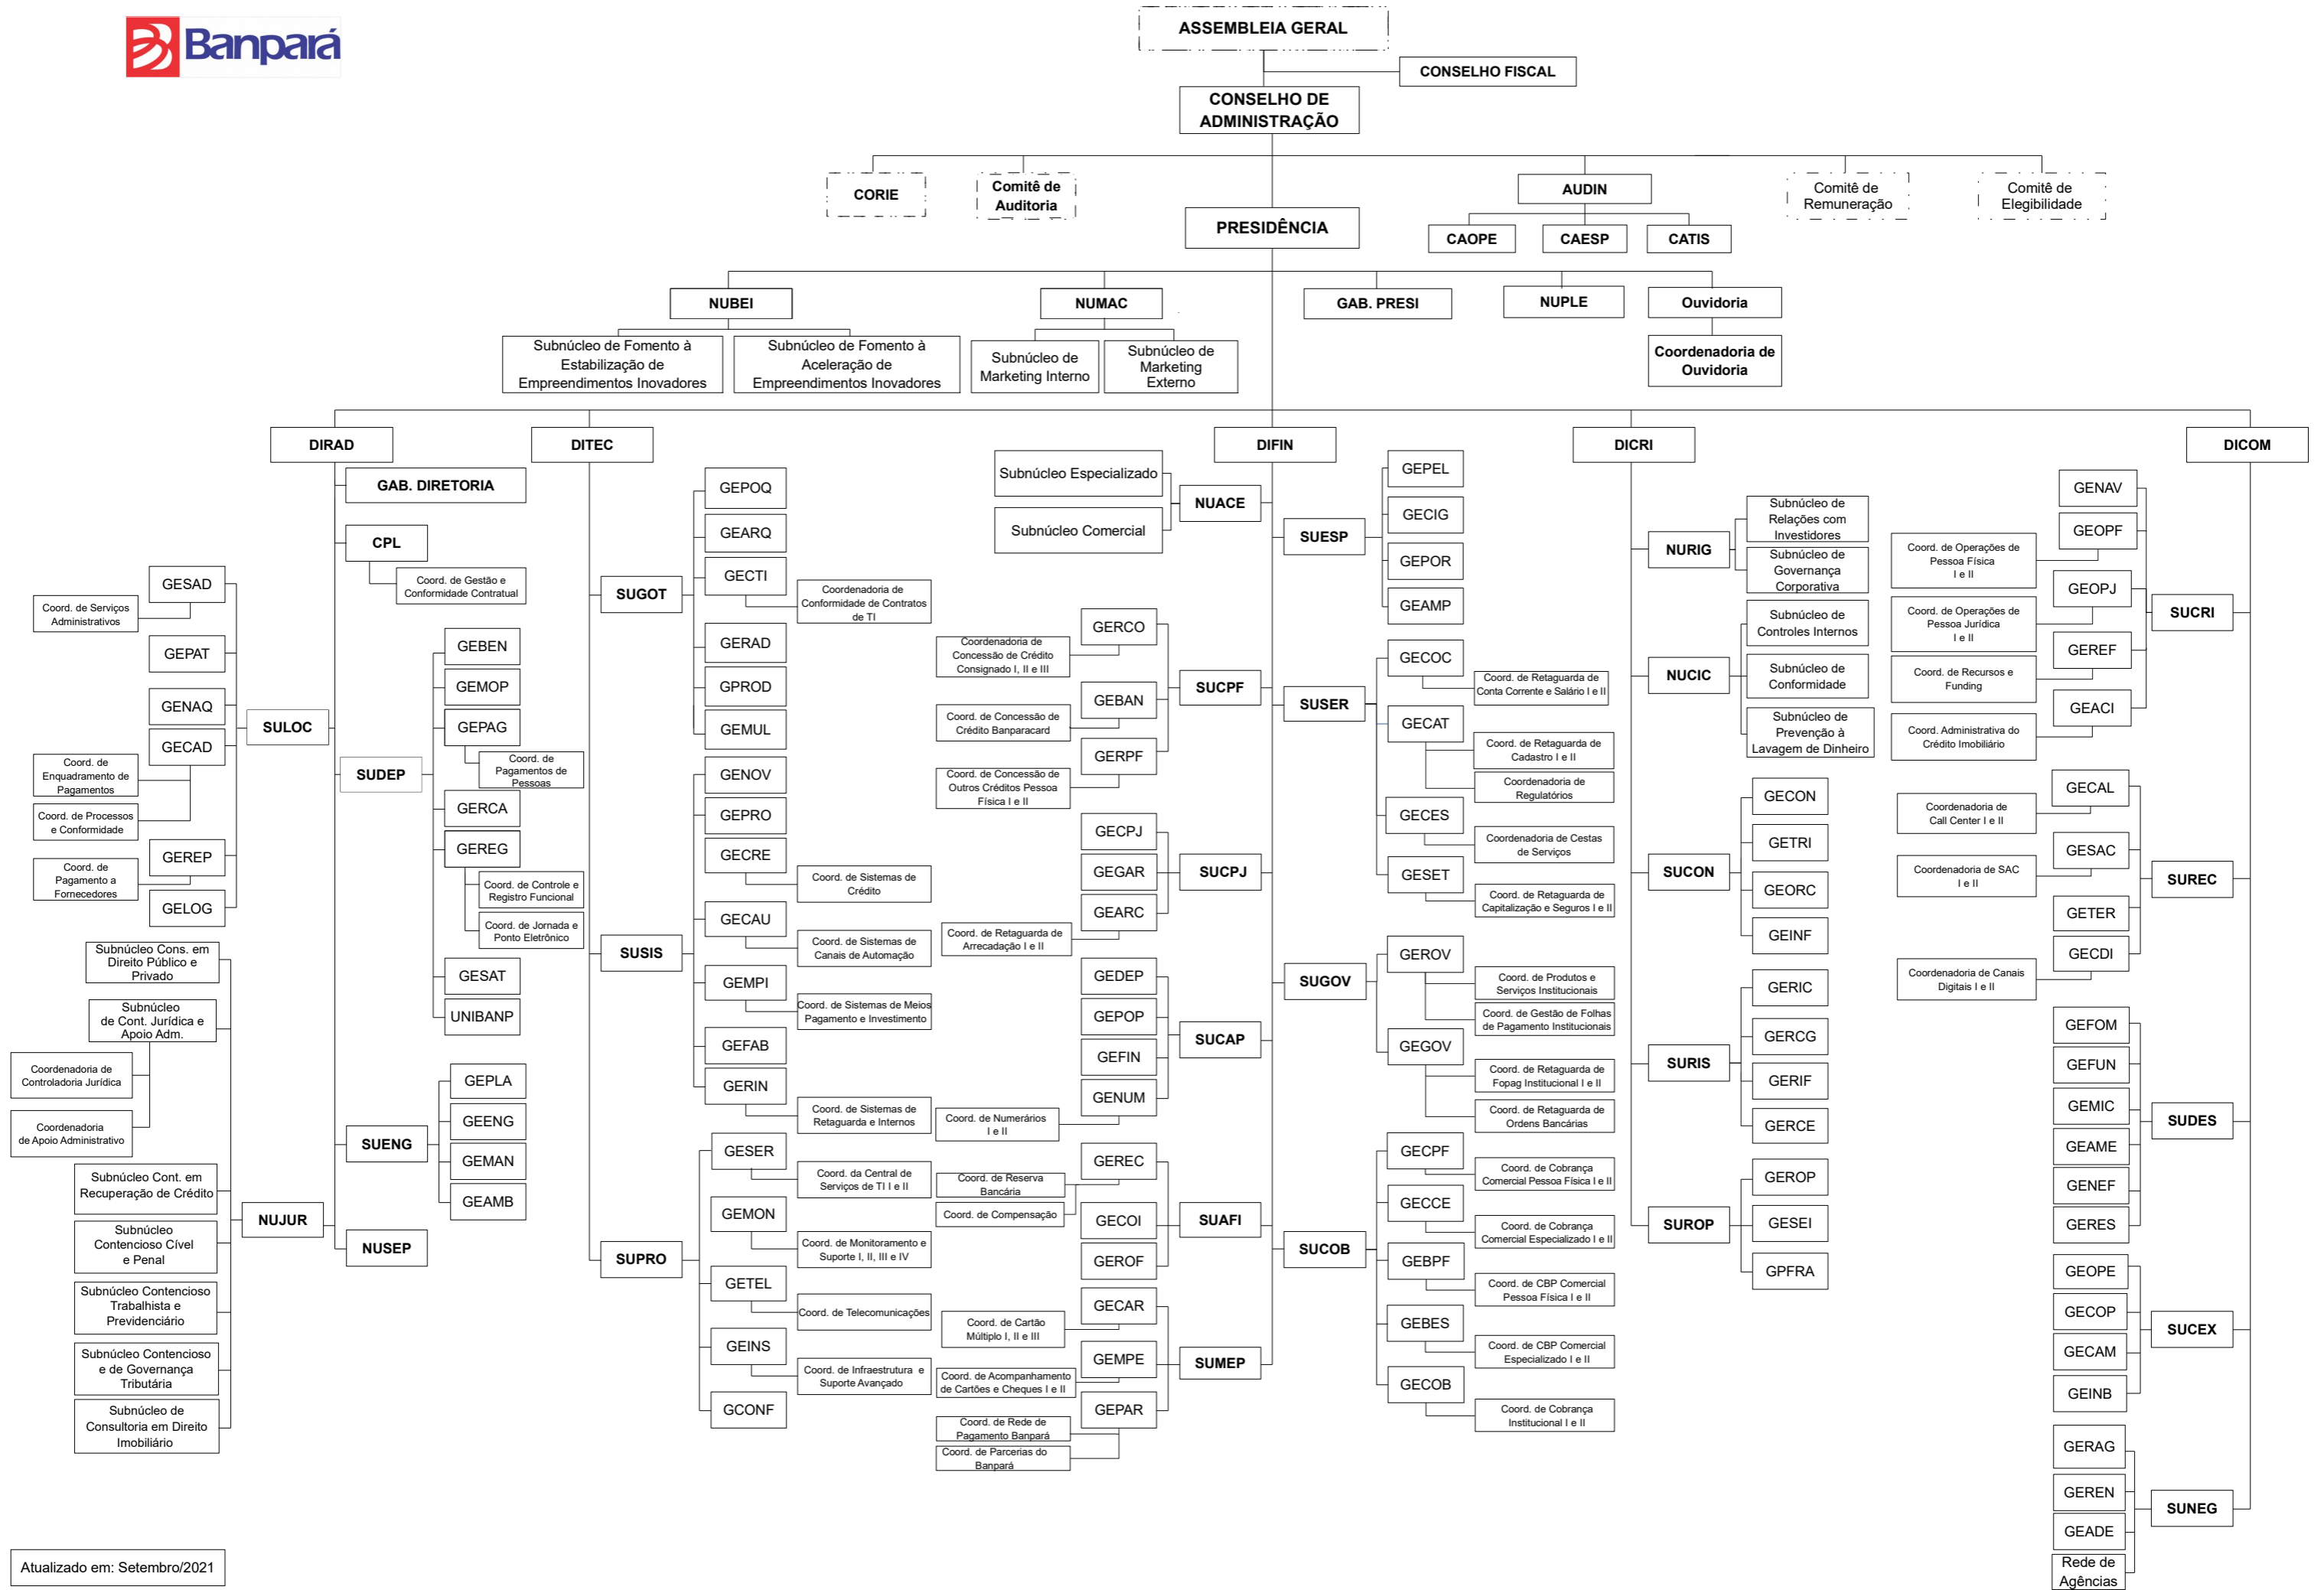 Banpará
ASSEMBLEIA GERAL
CONSELHO FISCAL
CONSELHO DE
ADMINISTRAÇÃO
CORIE
Comitê de
Auditoria
AUDIN
Comitê de
Remuneração
Comitê de
Elegibilidade
PRESIDÊNCIA
CAOPE
CAESP
CATIS
NUBEI
NUMAC
GAB. PRESI
NUPLE
Ouvidoria
Subnúcleo de Fomento à
Estabilização de
Empreendimentos Inovadores
Subnúcleo de Fomento à
Aceleração de
Empreendimentos Inovadores
Subnúcleo de
Marketing Interno
Subnúcleo de
Marketing
Externo
Coordenadoria de
Ouvidoria
DIRAD
DITEC
DIFIN
DICRI
DICOM
GAB. DIRETORIA
CPL
Coord. de Gestão e
Conformidade Contratual
GESAD
Coord. de Serviços
Administrativos
GEPAT
GENAQ
GECAD
Coord. de
Enquadramento de
Pagamentos
Coord. de Processos
e Conformidade
GEREP
Coord. de
Pagamento a
Fornecedores
GELOG
SULOC
SUDEP
GEBEN
GEMOP
GEPAG
Coord. de
Pagamentos de
Pessoas
GERCA
GEREG
Coord. de Controle e
Registro Funcional
Coord. de Jornada e
Ponto Eletrônico
GESAT
UNIBANP
Subnúcleo Cons. em
Direito Público e
Privado
Subnúcleo
de Cont. Jurídica e
Apoio Adm.
Coordenadoria de
Controladoria Jurídica
Coordenadoria
de Apoio Administrativo
Subnúcleo Cont. em
Recuperação de Crédito
Subnúcleo
Contencioso Cível
e Penal
Subnúcleo Contencioso
Trabalhista e
Previdenciário
Subnúcleo Contencioso
e de Governança
Tributária
Subnúcleo de
Consultoria em Direito
Imobiliário
NUJUR
SUENG
GEPLA
GEENG
GEMAN
GEAMB
NUSEP
SUGOT
GEPOQ
GEARQ
GECTI
Coordenadoria de
Conformidade de Contratos
de TI
GERAD
GPROD
GEMUL
SUSIS
GENOV
GEPRO
GECRE
Coord. de Sistemas de
Crédito
GECAU
Coord. de Sistemas de
Canais de Automação
GEMPI
Coord. de Sistemas de Meios
Pagamento e Investimento
GEFAB
GERIN
Coord. de Sistemas de
Retaguarda e Internos
SUPRO
GESER
Coord. da Central de
Serviços de TI I e II
GEMON
Coord. de Monitoramento e
Suporte I, II, III e IV
GETEL
Coord. de Telecomunicações
GEINS
Coord. de Infraestrutura e
Suporte Avançado
GCONF
Subnúcleo Especializado
Subnúcleo Comercial
NUACE
GERCO
Coordenadoria de
Concessão de Crédito
Consignado I, II e III
GEBAN
Coord. de Concessão de
Crédito Banparacard
GERPF
Coord. de Concessão de
Outros Créditos Pessoa
Física I e II
SUCPF
GECPJ
GEGAR
GEARC
Coord. de Retaguarda de
Arrecadação I e II
SUCPJ
GEDEP
GEPOP
GEFIN
GENUM
Coord. de Numerários
I e II
SUCAP
GEREC
Coord. de Reserva
Bancária
Coord. de Compensação
GECOI
GEROF
SUAFI
GECAR
Coord. de Cartão
Múltiplo I, II e III
GEMPE
Coord. de Acompanhamento
de Cartões e Cheques I e II
GEPAR
Coord. de Rede de
Pagamento Banpará
Coord. de Parcerias do
Banpará
SUMEP
SUESP
GEPEL
GECIG
GEPOR
GEAMP
SUSER
GECOC
Coord. de Retaguarda de
Conta Corrente e Salário I e II
GECAT
Coord. de Retaguarda de
Cadastro I e II
Coordenadoria de
Regulatórios
GECES
Coordenadoria de Cestas
de Serviços
GESET
Coord. de Retaguarda de
Capitalização e Seguros I e II
SUGOV
GEROV
Coord. de Produtos e
Serviços Institucionais
Coord. de Gestão de Folhas
de Pagamento Institucionais
GEGOV
Coord. de Retaguarda de
Fopag Institucional I e II
Coord. de Retaguarda de
Ordens Bancárias
SUCOB
GECPF
Coord. de Cobrança
Comercial Pessoa Física I e II
GECCE
Coord. de Cobrança
Comercial Especializado I e II
GEBPF
Coord. de CBP Comercial
Pessoa Física I e II
GEBES
Coord. de CBP Comercial
Especializado I e II
GECOB
Coord. de Cobrança
Institucional I e II
NURIG
Subnúcleo de
Relações com
Investidores
Subnúcleo de
Governança
Corporativa
NUCIC
Subnúcleo de
Controles Internos
Subnúcleo de
Conformidade
Subnúcleo de
Prevenção à
Lavagem de Dinheiro
SUCON
GECON
GETRI
GEORC
GEINF
SURIS
GERIC
GERCG
GERIF
GERCE
SUROP
GEROP
GESEI
GPFRA
GENAV
GEOPF
Coord. de Operações de
Pessoa Física
I e II
GEOPJ
Coord. de Operações de
Pessoa Jurídica
I e II
GEREF
Coord. de Recursos e
Funding
GEACI
Coord. Administrativa do
Crédito Imobiliário
SUCRI
GECAL
Coordenadoria de
Call Center I e II
GESAC
Coordenadoria de SAC
I e II
GETER
GECDI
Coordenadoria de Canais
Digitais I e II
SUREC
GEFOM
GEFUN
GEMIC
GEAME
GENEF
GERES
SUDES
GEOPE
GECOP
GECAM
GEINB
SUCEX
GERAG
GEREN
GEADE
Rede de
Agências
SUNEG
Atualizado em: Setembro/2021